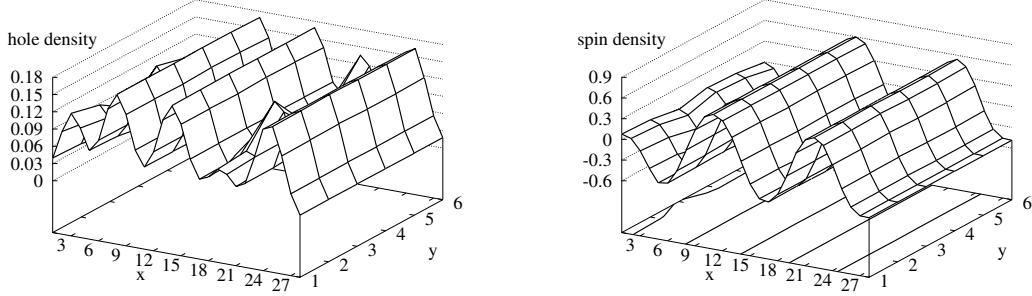 hole density
0.18
0.15
0.12
0.09
0.06
0.03
0
3 6 9 12 15 18 21 24 27
x
1 2 3 4 5 6
y
spin density
0.9
0.6
0.3
0
-0.3
-0.6
3 6 9 12 15 18 21 24 27
x
1 2 3 4 5 6
y